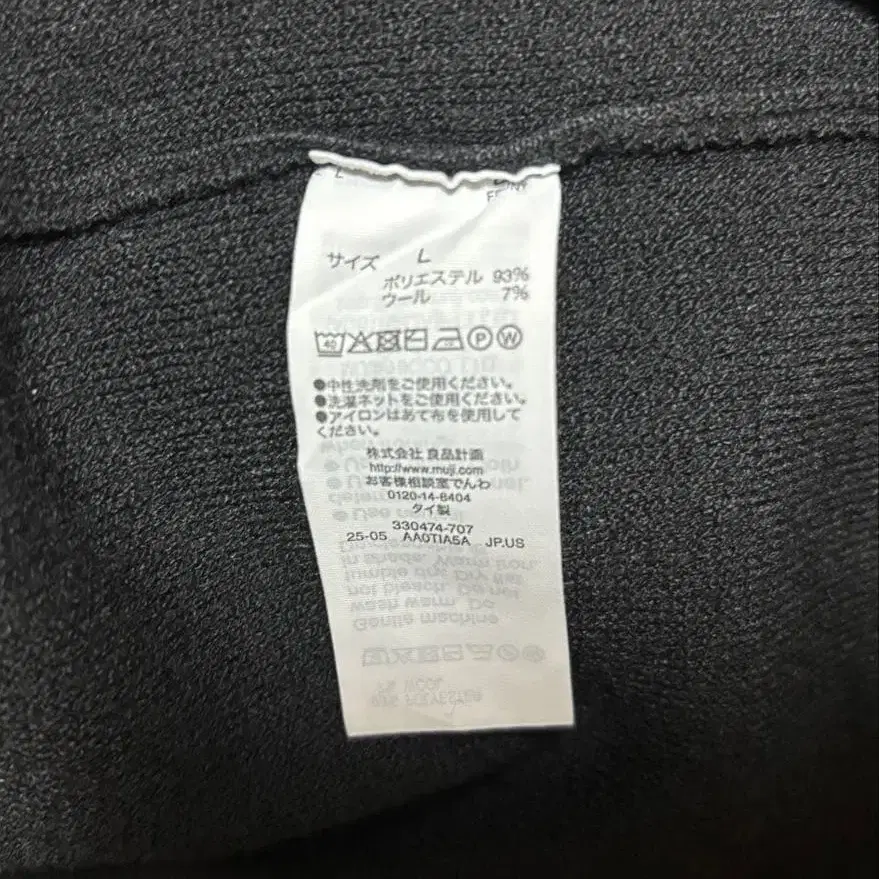 L
サイズ L
ポリエステル 93%
ウール 7%
40 P W
●中性洗剤をご使用ください。
●洗濯ネットをご使用ください。
●アイロンはあて布を使用して
ください。
株式会社 良品計画
http://www.muji.com
お客様相談室でんわ
0120-14-6404
タイ製
330474-707
25-05 AA0TIA5A JP.US